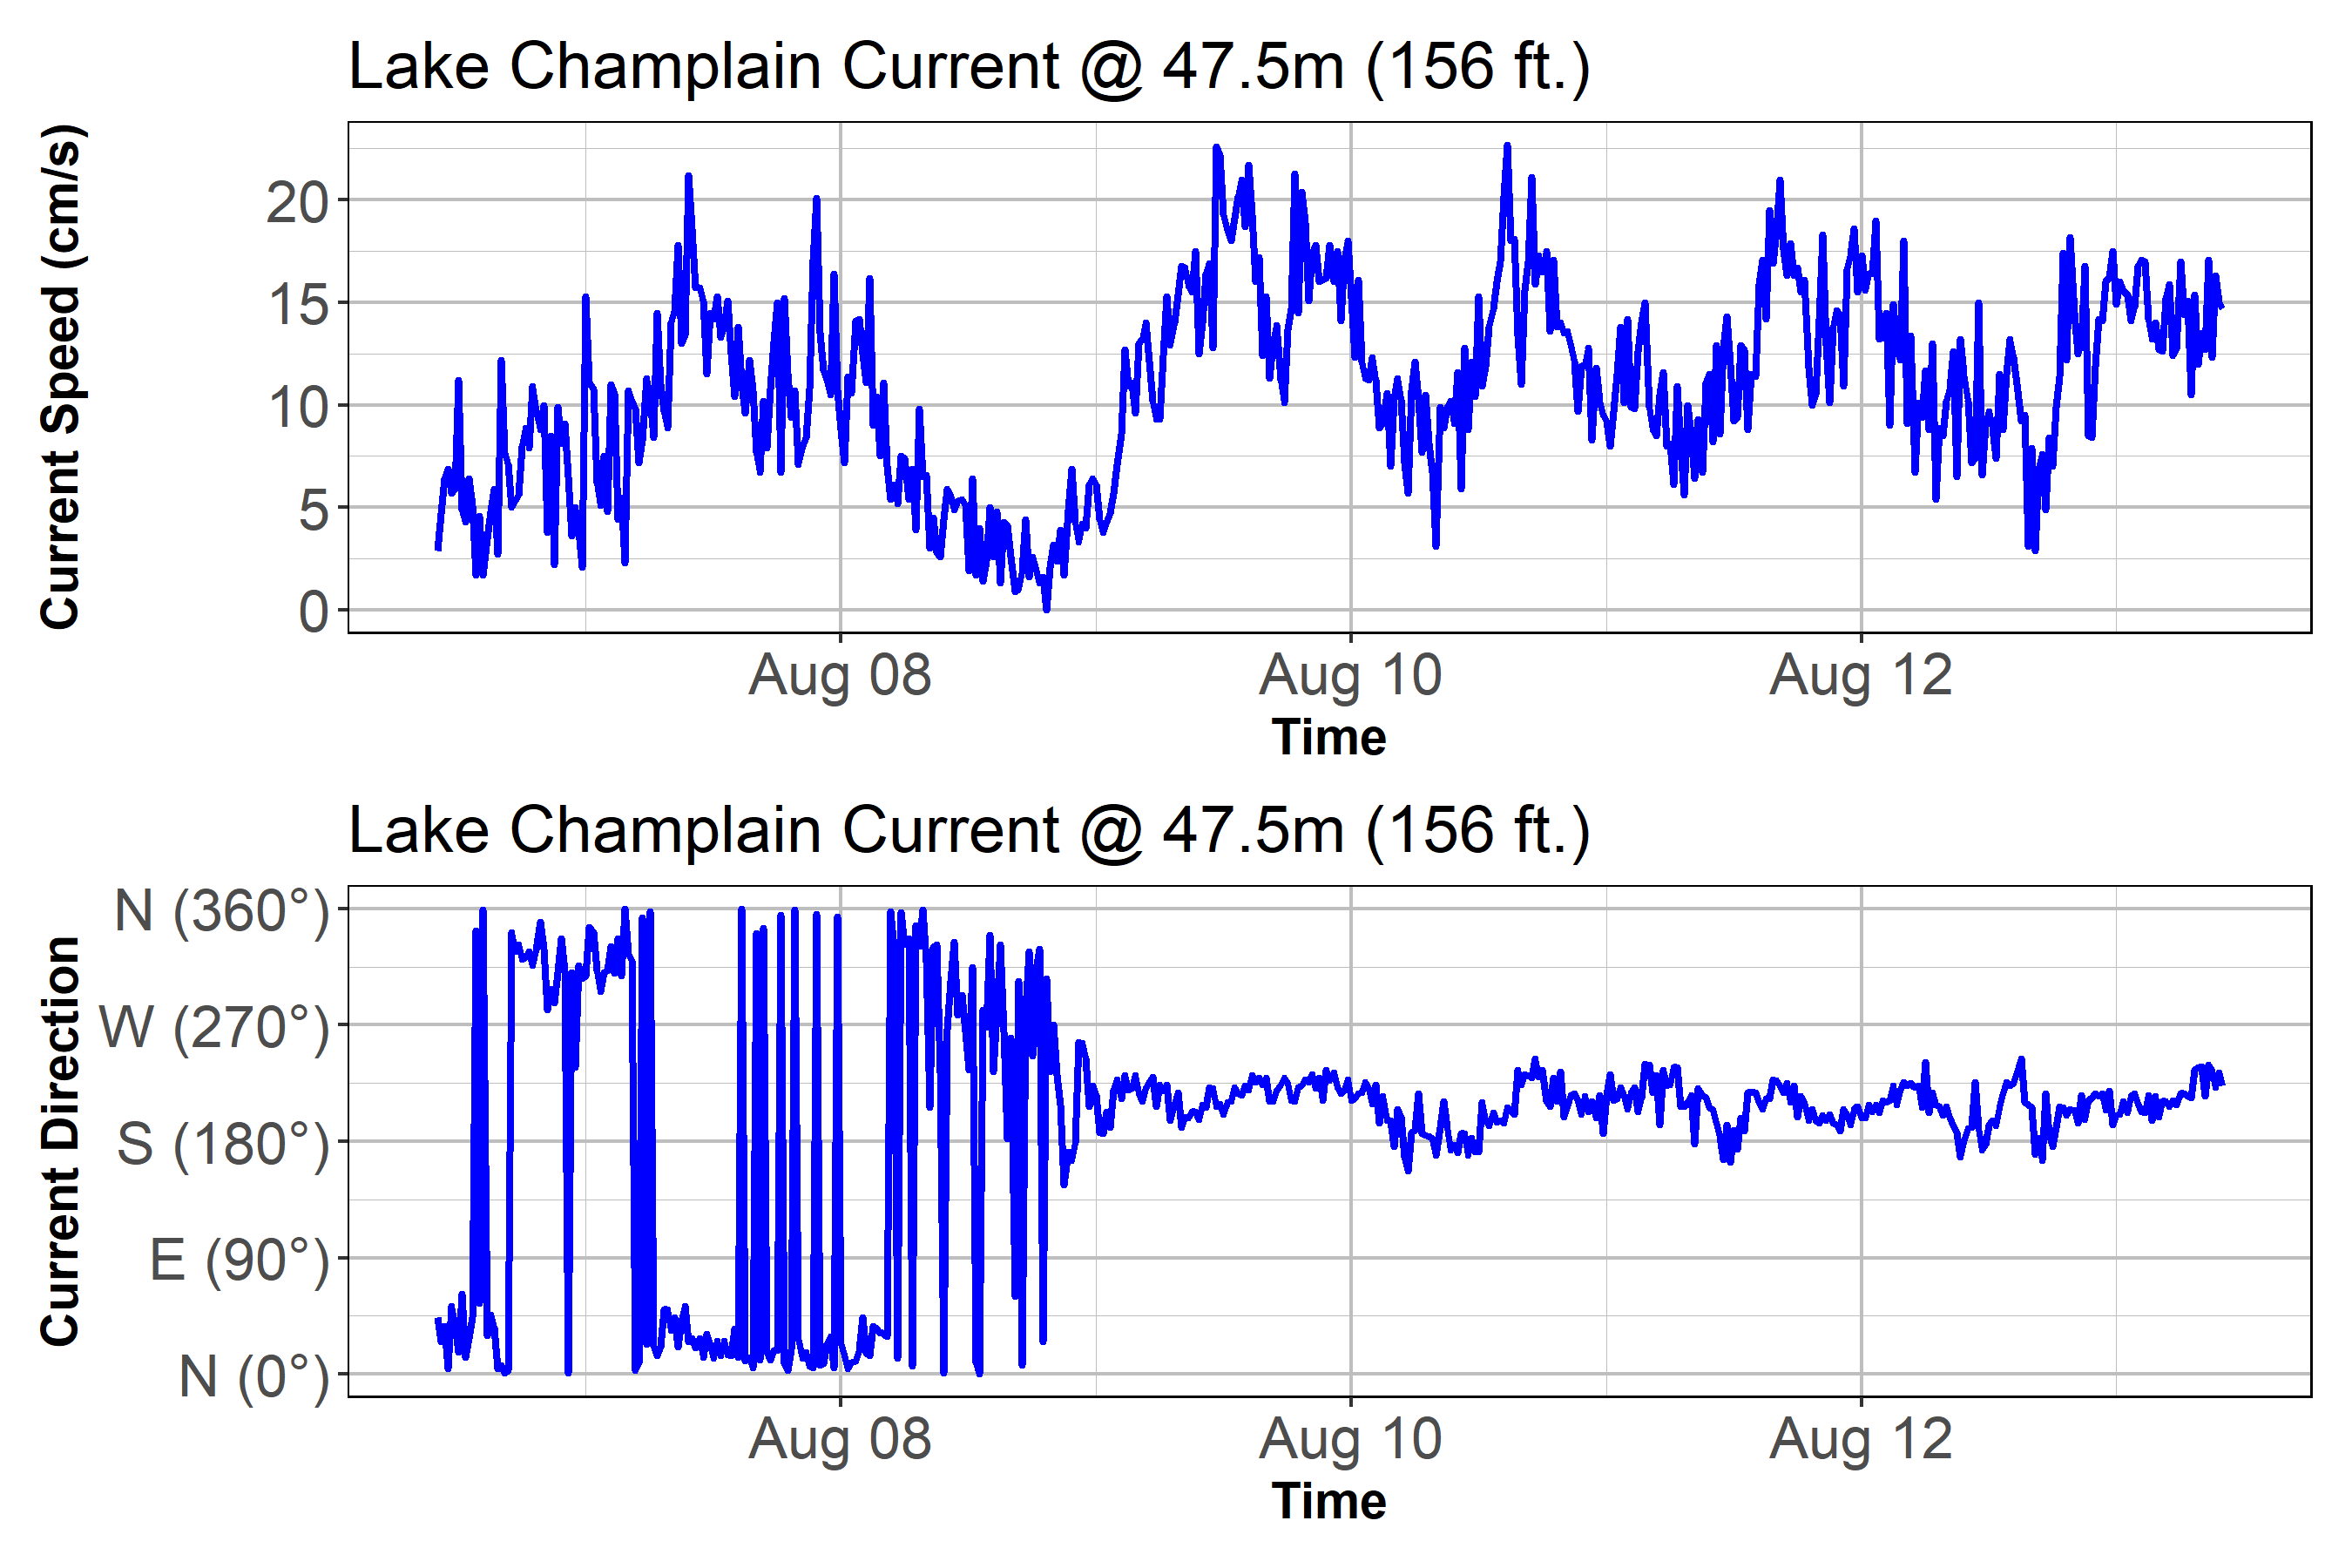 Lake Champlain Current @ 47.5m (156 ft.)
Current Speed (cm/s)
20
15
10
5
0
Aug 08 Aug 10 Aug 12
Time
Lake Champlain Current @ 47.5m (156 ft.)
Current Direction
N (360°)
W (270°)
S (180°)
E (90°)
N (0°)
Aug 08 Aug 10 Aug 12
Time